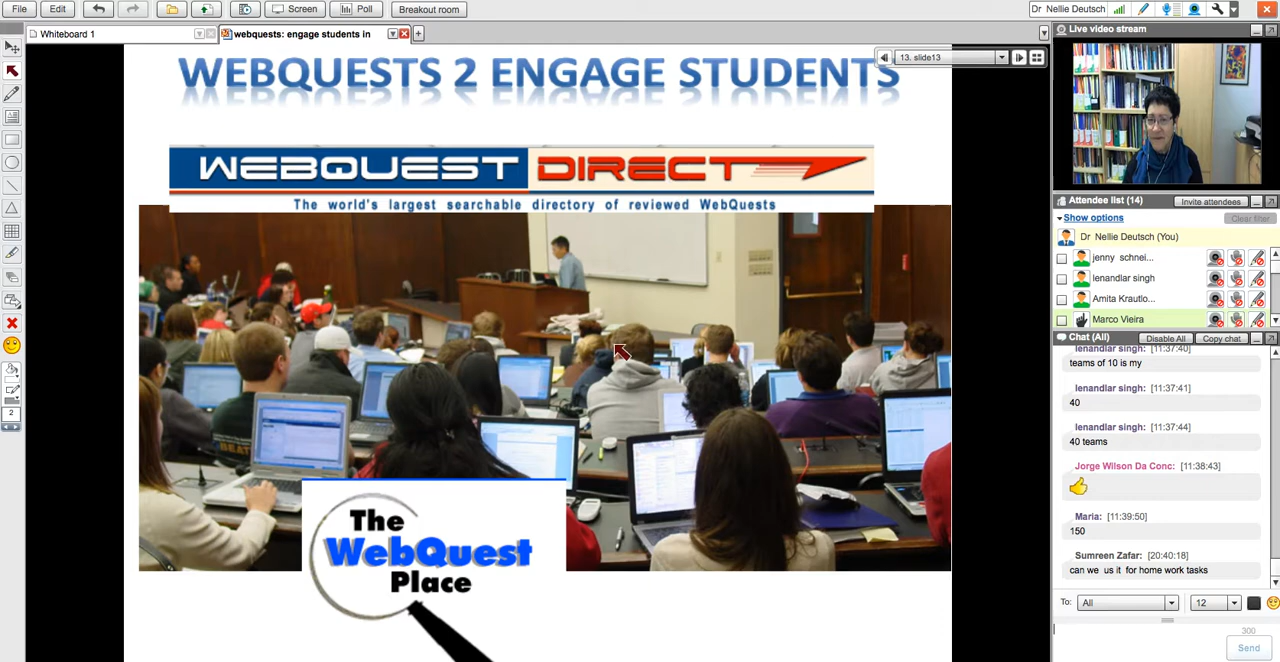 File Edit Screen Poll Breakout room
Dr Nellie Deutsch
Whiteboard 1
webquests: engage students in
13. slide13
WEBQUESTS 2 ENGAGE STUDENTS
WEBQUEST DIRECT
The world's largest searchable directory of reviewed WebQuests
The
WebQuest
Place
2
Live video stream
Attendee list (14)
Invite attendees
Show options
Clear filter
Dr Nellie Deutsch (You)
jenny schnei...
lenandlar singh
Amita Krautlo...
Marco Vieira
Chat (All)
Disable All
Copy chat
lenandlar singh: [11:37:40]
teams of 10 is my
lenandlar singh: [11:37:41]
40
lenandlar singh: [11:37:44]
40 teams
Jorge Wilson Da Conc: [11:38:43]
Maria: [11:39:50]
150
Sumreen Zafar: [20:40:18]
can we us it for home work tasks
To: All 12
300
Send